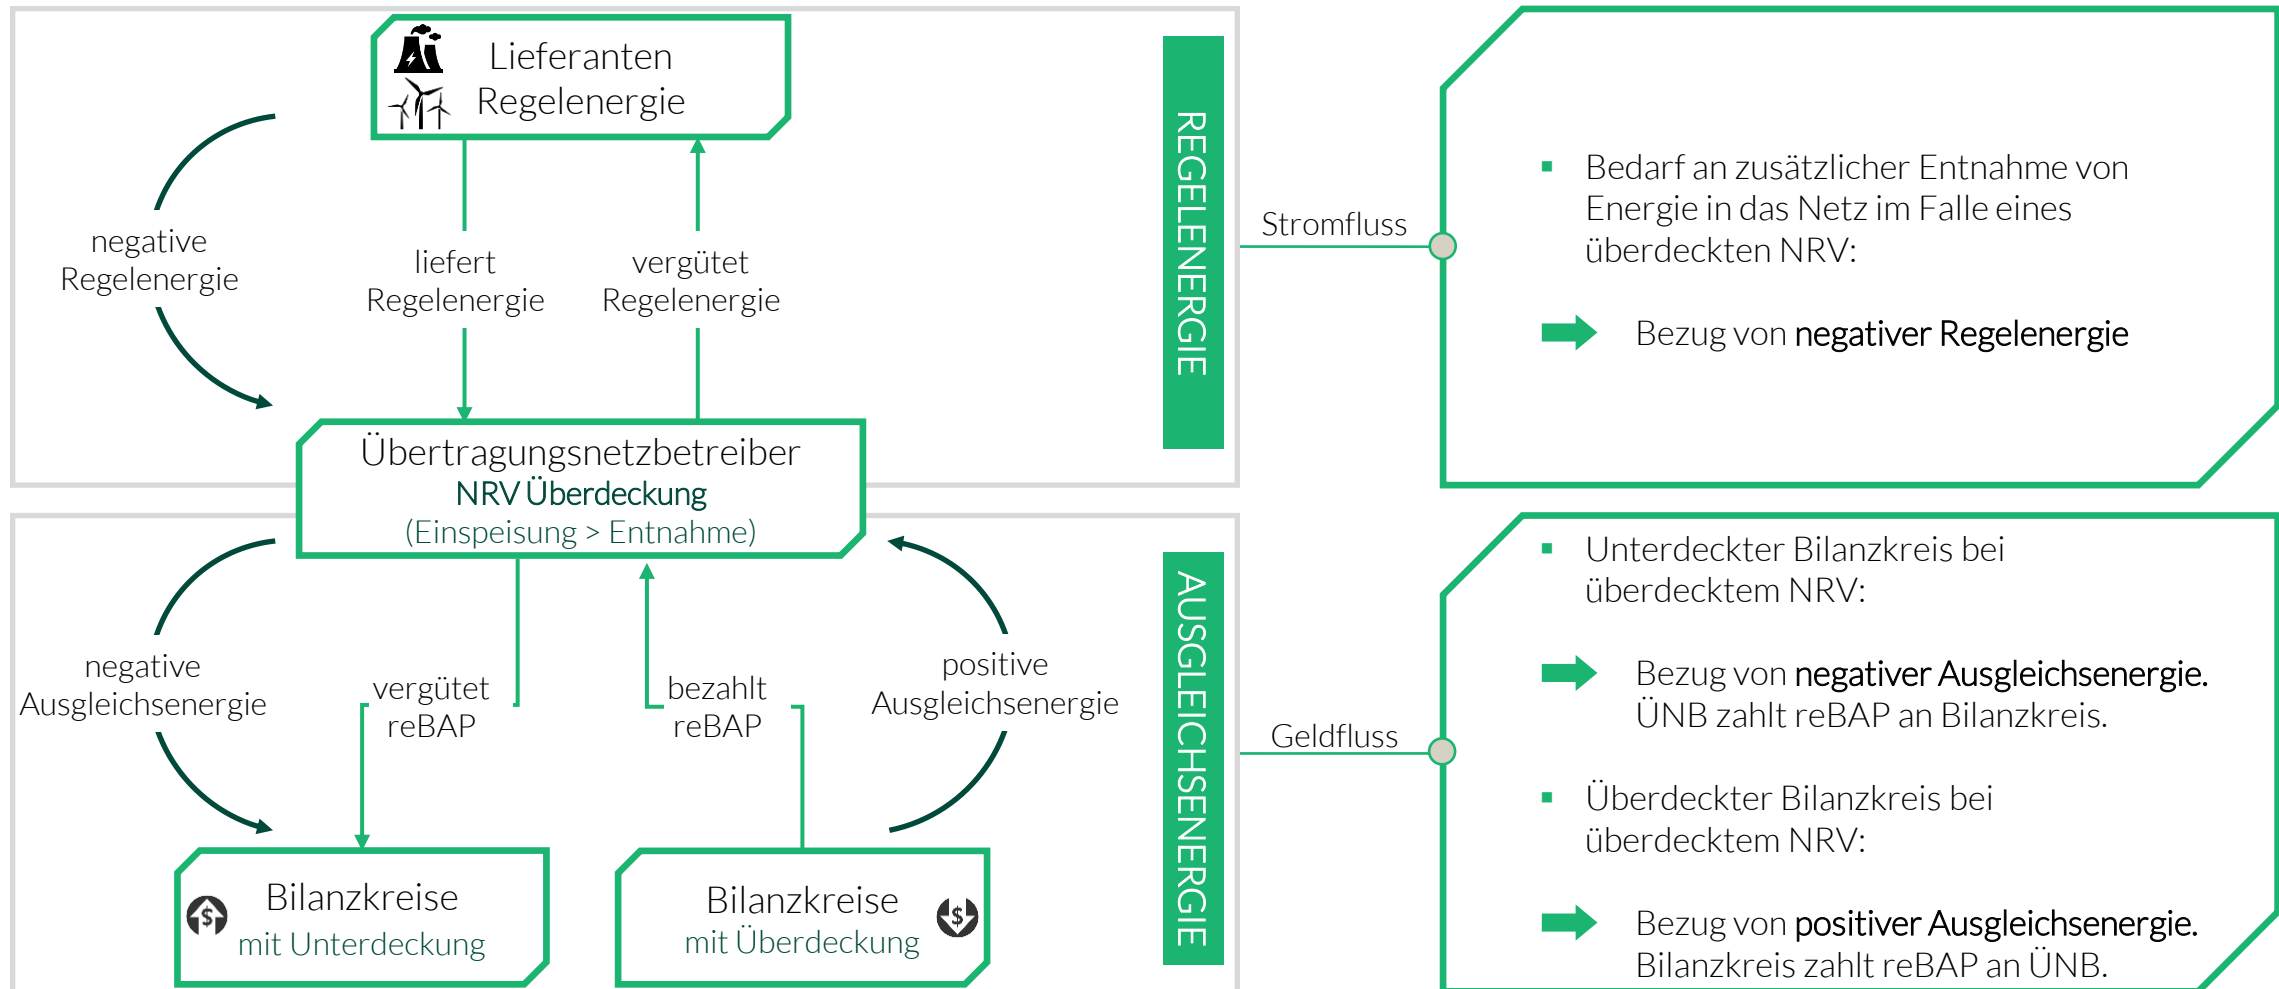 Lieferanten
Regelenergie
negative
Regelenergie
liefert
Regelenergie
vergütet
Regelenergie
REGELENERGIE
Übertragungsnetzbetreiber
NRV Überdeckung
(Einspeisung > Entnahme)
negative
Ausgleichsenergie
vergütet
reBAP
bezahlt
reBAP
positive
Ausgleichsenergie
AUSGLEICHSENERGIE
Bilanzkreise
mit Unterdeckung
Bilanzkreise
mit Überdeckung
Stromfluss
▪ Bedarf an zusätzlicher Entnahme von
Energie in das Netz im Falle eines
überdeckten NRV:
Bezug von negativer Regelenergie
Geldfluss
▪ Unterdeckter Bilanzkreis bei
überdecktem NRV:
Bezug von negativer Ausgleichsenergie.
ÜNB zahlt reBAP an Bilanzkreis.
▪ Überdeckter Bilanzkreis bei
überdecktem NRV:
Bezug von positiver Ausgleichsenergie.
Bilanzkreis zahlt reBAP an ÜNB.